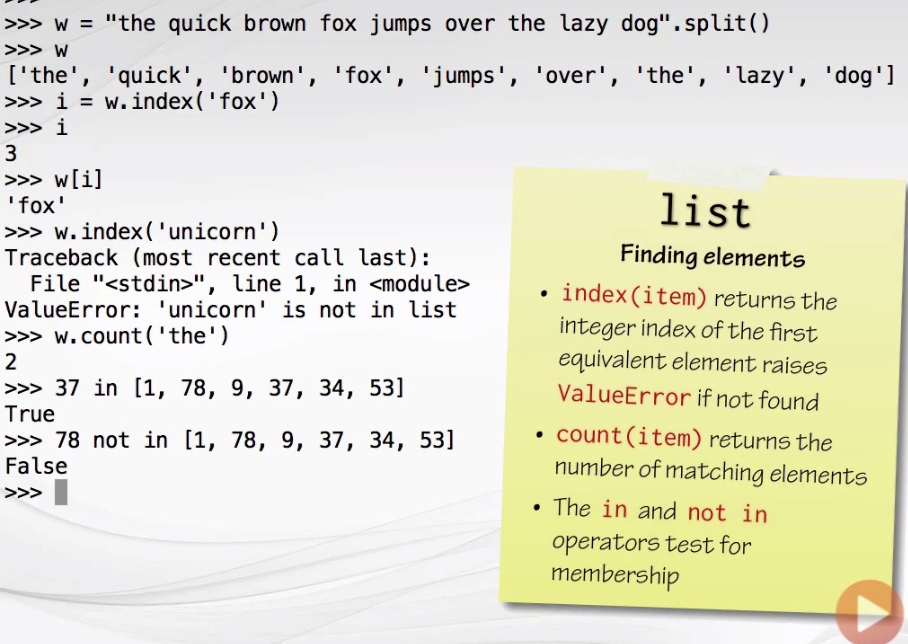 >>> w = "the quick brown fox jumps over the lazy dog".split()
>>> w
['the', 'quick', 'brown', 'fox', 'jumps', 'over', 'the', 'lazy', 'dog']
>>> i = w.index('fox')
>>> i
3
>>> w[i]
'fox'
>>> w.index('unicorn')
Traceback (most recent call last):
  File "<stdin>", line 1, in <module>
ValueError: 'unicorn' is not in list
>>> w.count('the')
2
>>> 37 in [1, 78, 9, 37, 34, 53]
True
>>> 78 not in [1, 78, 9, 37, 34, 53]
False
>>>
list
Finding elements
• index(item) returns the
integer index of the first
equivalent element raises
ValueError if not found
• count(item) returns the
number of matching elements
• The in and not in
operators test for
membership